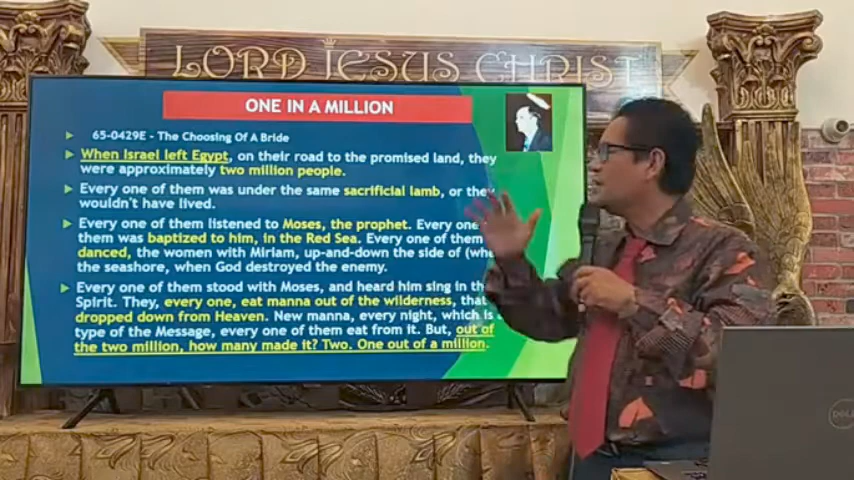 LORD JESUS CHRIST
ONE IN A MILLION
65-0429E - The Choosing Of A Bride
When Israel left Egypt, on their road to the promised land, they
were approximately two million people.
Every one of them was under the same sacrificial lamb, or they
wouldn't have lived.
Every one of them listened to Moses, the prophet. Every one
them was baptized to him, in the Red Sea. Every one of them
danced, the women with Miriam, up-and-down the side of
the seashore, when God destroyed the enemy.
Every one of them stood with Moses, and heard him sing in the
Spirit. They, every one, eat manna out of the wilderness, that
dropped down from Heaven. New manna, every night, which is
type of the Message, every one of them eat from it. But, out of
the two million, how many made it? Two. One out of a million.
DELL